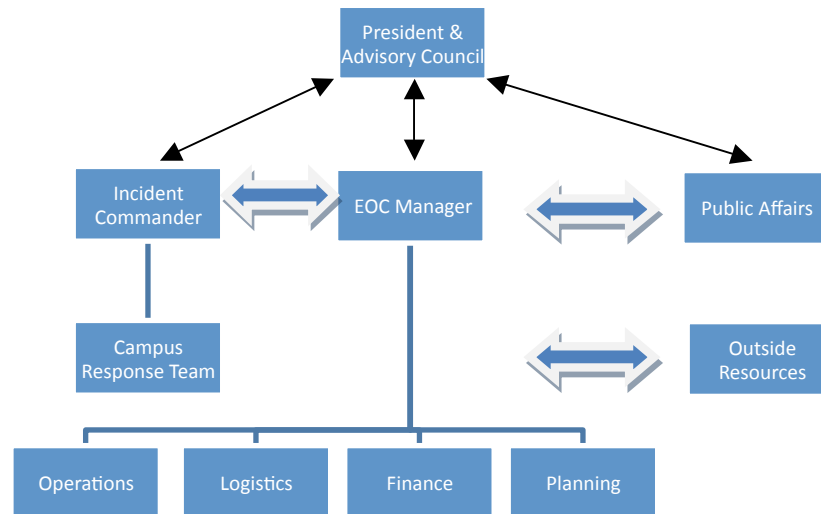 President &
Advisory Council
Incident
Commander
EOC Manager
Public Affairs
Campus
Response Team
Outside
Resources
Operations
Logistics
Finance
Planning